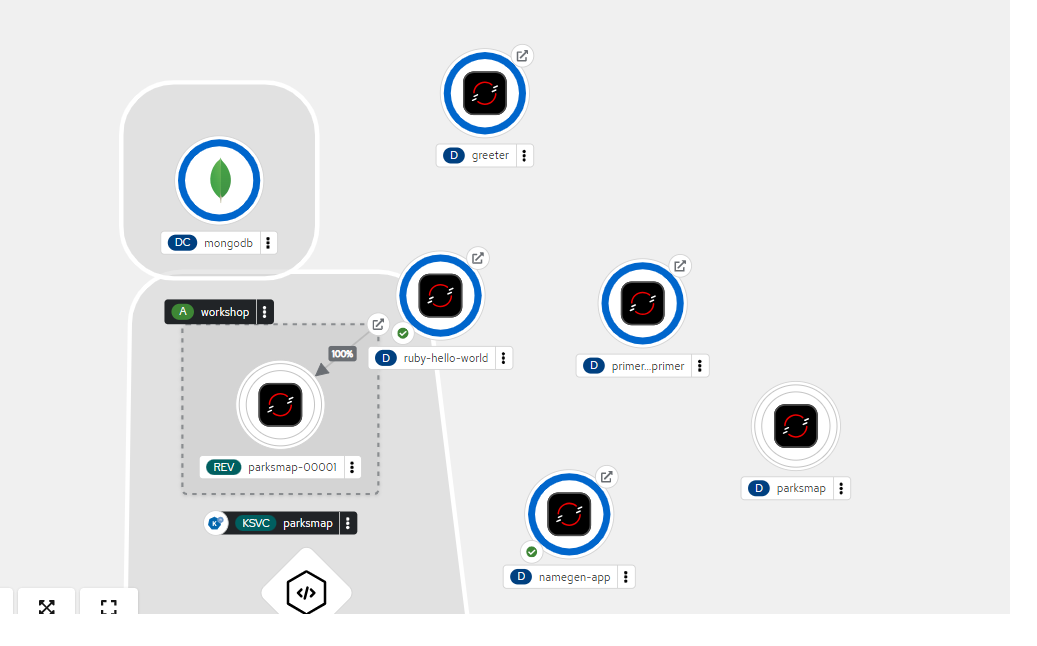 D greeter
DC mongodb
A workshop
100%
D ruby-hello-world
D primer...primer
REV parksmap-00001
D parksmap
KSVC parksmap
D namegen-app